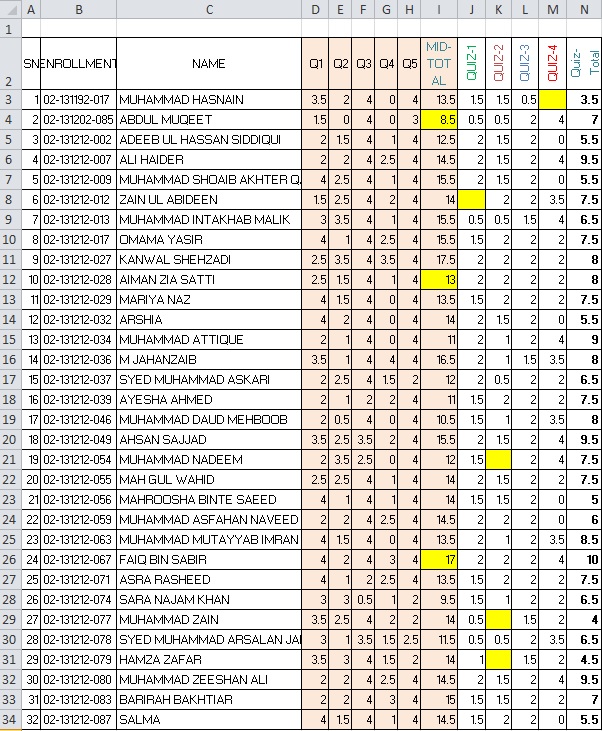 A B C D E F G H I J K L M N
1
2 SN ENROLLMENT NAME Q1 Q2 Q3 Q4 Q5 MID-TOTAL QUIZ-1 QUIZ-2 QUIZ-3 QUIZ-4 Quiz-Total
3 1 02-131192-017 MUHAMMAD HASNAIN 3.5 2 4 0 4 13.5 1.5 1.5 0.5 3.5
4 2 02-131202-085 ABDUL MUQEET 1.5 0 4 0 3 8.5 0.5 0.5 2 4 7
5 3 02-131212-002 ADEEB UL HASSAN SIDDIQUI 2 1.5 4 1 4 12.5 2 1.5 2 0 5.5
6 4 02-131212-007 ALI HAIDER 2 2 4 2.5 4 14.5 2 1.5 2 4 9.5
7 5 02-131212-009 MUHAMMAD SHOAIB AKHTER Q 4 2.5 4 1 4 15.5 2 1.5 2 0 5.5
8 6 02-131212-012 ZAIN UL ABIDEEN 1.5 2.5 4 2 4 14 2 2 3.5 7.5
9 7 02-131212-013 MUHAMMAD INTAKHAB MALIK 3 3.5 4 1 4 15.5 0.5 0.5 1.5 4 6.5
10 8 02-131212-017 OMAMA YASIR 4 1 4 2.5 4 15.5 1.5 2 2 2 7.5
11 9 02-131212-027 KANWAL SHEHZADI 2.5 3.5 4 3.5 4 17.5 2 2 2 2 8
12 10 02-131212-028 AIMAN ZIA SATTI 2.5 1.5 4 1 4 13 2 2 2 2 8
13 11 02-131212-029 MARIYA NAZ 4 1.5 4 0 4 13.5 1.5 2 2 2 7.5
14 12 02-131212-032 ARSHIA 4 2 4 0 4 14 2 1.5 2 0 5.5
15 13 02-131212-034 MUHAMMAD ATTIQUE 2 1 4 0 4 11 2 1 2 4 9
16 14 02-131212-036 M JAHANZAIB 3.5 1 4 4 4 16.5 2 1 1.5 3.5 8
17 15 02-131212-037 SYED MUHAMMAD ASKARI 2 2.5 4 1.5 2 12 2 0.5 2 2 6.5
18 16 02-131212-039 AYESHA AHMED 2 1 2 2 4 11 1.5 2 2 2 7.5
19 17 02-131212-046 MUHAMMAD DAUD MEHBOOB 2 0.5 4 0 4 10.5 1.5 1 2 3.5 8
20 18 02-131212-049 AHSAN SAJJAD 3.5 2.5 3.5 2 4 15.5 2 1.5 2 4 9.5
21 19 02-131212-054 MUHAMMAD NADEEM 2 3.5 2.5 0 4 12 1.5 2 4 7.5
22 20 02-131212-055 MAH GUL WAHID 2.5 2.5 4 1 4 14 2 1.5 2 2 7.5
23 21 02-131212-056 MAHROOSHA BINTE SAEED 4 1 4 1 4 14 1.5 1.5 2 0 5
24 22 02-131212-059 MUHAMMAD ASFAHAN NAVEED 2 2 4 2.5 4 14.5 2 2 2 0 6
25 23 02-131212-063 MUHAMMAD MUTAYYAB IMRAN 4 1.5 4 0 4 13.5 2 1 2 3.5 8.5
26 24 02-131212-067 FAIQ BIN SABIR 4 2 4 3 4 17 2 2 2 4 10
27 25 02-131212-071 ASRA RASHEED 4 1 2 2.5 4 13.5 1.5 2 2 2 7.5
28 26 02-131212-074 SARA NAJAM KHAN 3 3 0.5 1 2 9.5 1.5 1 2 2 6.5
29 27 02-131212-077 MUHAMMAD ZAIN 3.5 2.5 4 2 2 14 0.5 1.5 2 4
30 28 02-131212-078 SYED MUHAMMAD ARSALAN JA 3 1 3.5 1.5 2.5 11.5 0.5 0.5 2 3.5 6.5
31 29 02-131212-079 HAMZA ZAFAR 3.5 3 4 1.5 2 14 1 1.5 2 4.5
32 30 02-131212-080 MUHAMMAD ZEESHAN ALI 2 2 4 2.5 4 14.5 2 1.5 2 4 9.5
33 31 02-131212-083 BARIRAH BAKHTIAR 2 2 4 3 4 15 1.5 1.5 2 2 7
34 32 02-131212-087 SALMA 4 1.5 4 1 4 14.5 1.5 2 2 0 5.5